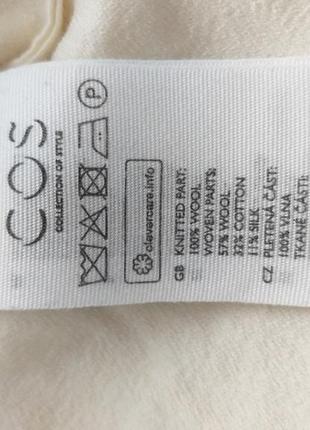 COS
COLLECTION OF STYLE
P
clevercare.info
GB KNITTED PART:
100% WOOL
WOVEN PARTS:
57% WOOL
32% COTTON
11% SILK
CZ PLETENÁ ČÁST:
100% VLNA
TKANÉ ČÁSTI: